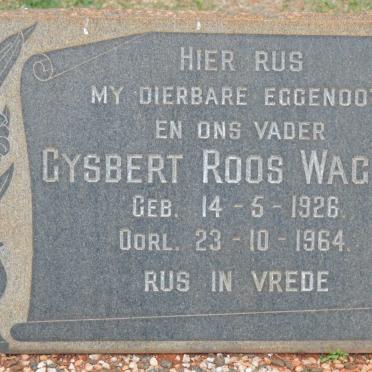 HIER RUS
MY DIERBARE EGGENOOT
EN ONS VADER
GYSBERT ROOS
GEB. 14-5-1926.
OORL. 23-10-1964.
RUS IN VREDE